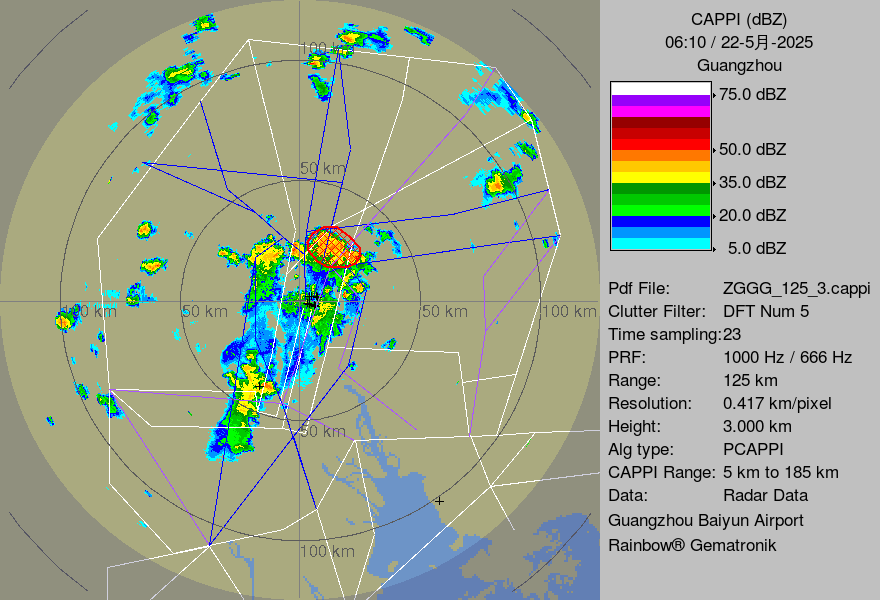 CAPPI (dBZ)
06:10 / 22-5月-2025
Guangzhou
75.0 dBZ
50.0 dBZ
35.0 dBZ
20.0 dBZ
5.0 dBZ
Pdf File: ZGGG_125_3.cappi
Clutter Filter: DFT Num 5
Time sampling:23
PRF: 1000 Hz / 666 Hz
Range: 125 km
Resolution: 0.417 km/pixel
Height: 3.000 km
Alg type: PCAPPI
CAPPI Range: 5 km to 185 km
Data: Radar Data
Guangzhou Baiyun Airport
Rainbow® Gematronik
100 km
50 km
100 km
50 km
50 km
100 km
50 km
100 km